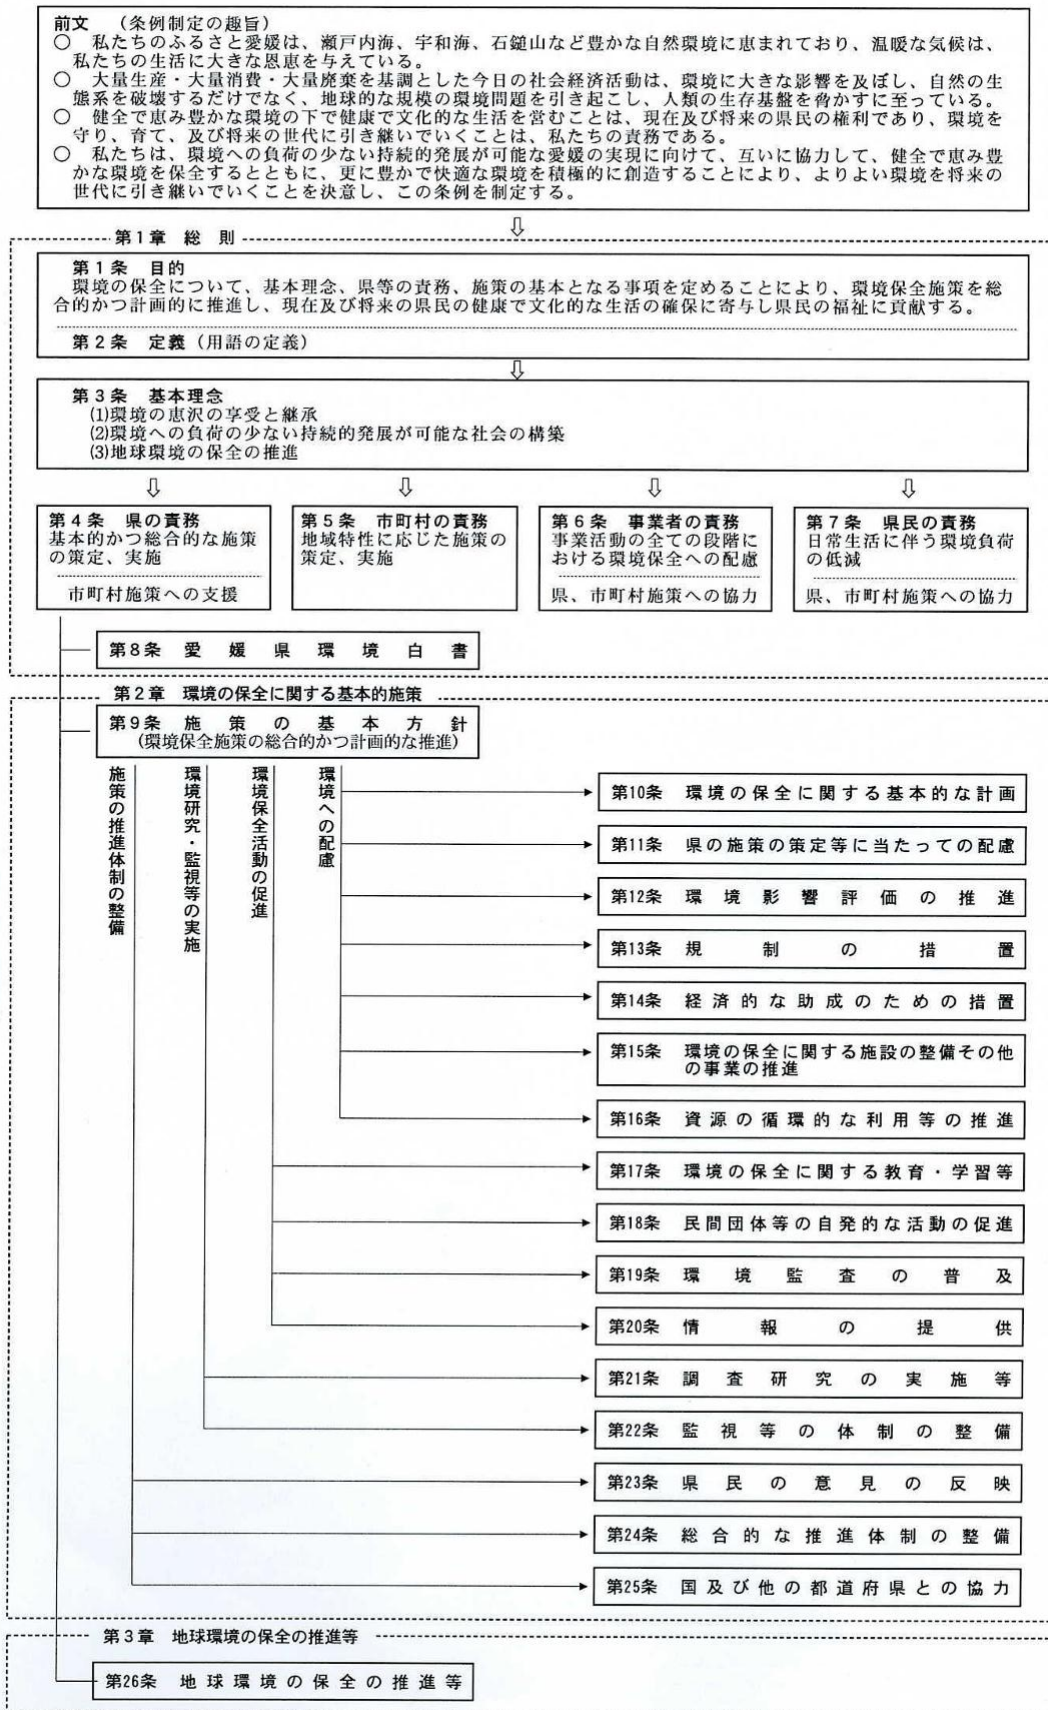 前文 (条例制定の趣旨)
○ 私たちのふるさと愛媛は、瀬戸内海、宇和海、石鎚山など豊かな自然環境に恵まれており、温暖な気候は、
私たちの生活に大きな恩恵を与えている。
○ 大量生産・大量消費・大量廃棄を基調とした今日の社会経済活動は、環境に大きな影響を及ぼし、自然の生
態系を破壊するだけでなく、地球的な規模の環境問題を引き起こし、人類の生存基盤を脅かすに至っている。
○ 健全で恵み豊かな環境の下で健康で文化的な生活を営むことは、現在及び将来の県民の権利であり、環境を
守り、育て、及び将来の世代に引き継いでいくことは、私たちの責務である。
○ 私たちは、環境への負荷の少ない持続的発展が可能な愛媛の実現に向けて、互いに協力して、健全で恵み豊
かな環境を保全するとともに、更に豊かで快適な環境を積極的に創造することにより、よりよい環境を将来の
世代に引き継いでいくことを決意し、この条例を制定する。
第1章 総 則
第1条 目的
環境の保全について、基本理念、県等の責務、施策の基本となる事項を定めることにより、環境保全施策を総
合的かつ計画的に推進し、現在及び将来の県民の健康で文化的な生活の確保に寄与し県民の福祉に貢献する。
第2条 定義(用語の定義)
第3条 基本理念
(1)環境の恵沢の享受と継承
(2)環境への負荷の少ない持続的発展が可能な社会の構築
(3)地球環境の保全の推進
第4条 県の責務
基本的かつ総合的な施策
の策定、実施
市町村施策への支援
第5条 市町村の責務
地域特性に応じた施策の
策定、実施
第6条 事業者の責務
事業活動の全ての段階に
おける環境保全への配慮
県、市町村施策への協力
第7条 県民の責務
日常生活に伴う環境負荷
の低減
県、市町村施策への協力
第8条 愛媛県環境白書
第2章 環境の保全に関する基本的施策
第9条 施策の基本方針
(環境保全施策の総合的かつ計画的な推進)
施策の推進体制の整備
環境研究・監視等の実施
環境保全活動の促進
環境への配慮
第10条 環境の保全に関する基本的な計画
第11条 県の施策の策定等に当たっての配慮
第12条 環境影響評価の推進
第13条 規制の措置
第14条 経済的な助成のための措置
第15条 環境の保全に関する施設の整備その他
の事業の推進
第16条 資源の循環的な利用等の推進
第17条 環境の保全に関する教育・学習等
第18条 民間団体等の自発的な活動の促進
第19条 環境監査の普及
第20条 情報の提供
第21条 調査研究の実施等
第22条 監視等の体制の整備
第23条 県民の意見の反映
第24条 総合的な推進体制の整備
第25条 国及び他の都道府県との協力
第3章 地球環境の保全の推進等
第26条 地球環境の保全の推進等